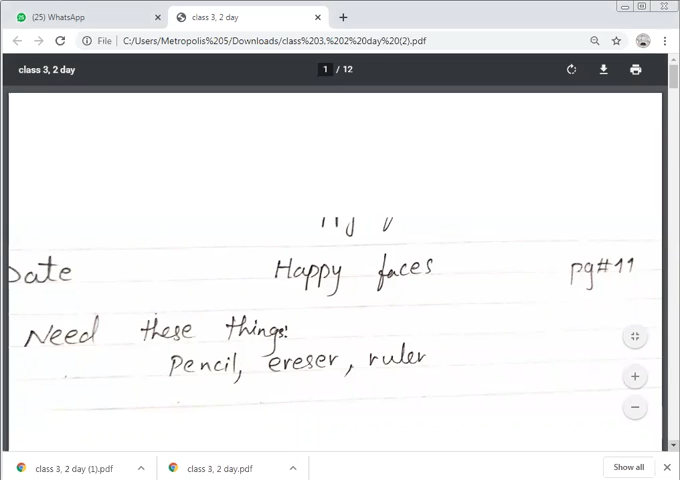 (25) WhatsApp
class 3, 2 day
File
C:/Users/Metropolis%205/Downloads/class%203,%202%20day%20(2).pdf
class 3, 2 day
1 / 12
Date Happy faces pg#11
Need these things:
Pencil, ereser, ruler
class 3, 2 day (1).pdf
class 3, 2 day.pdf
Show all